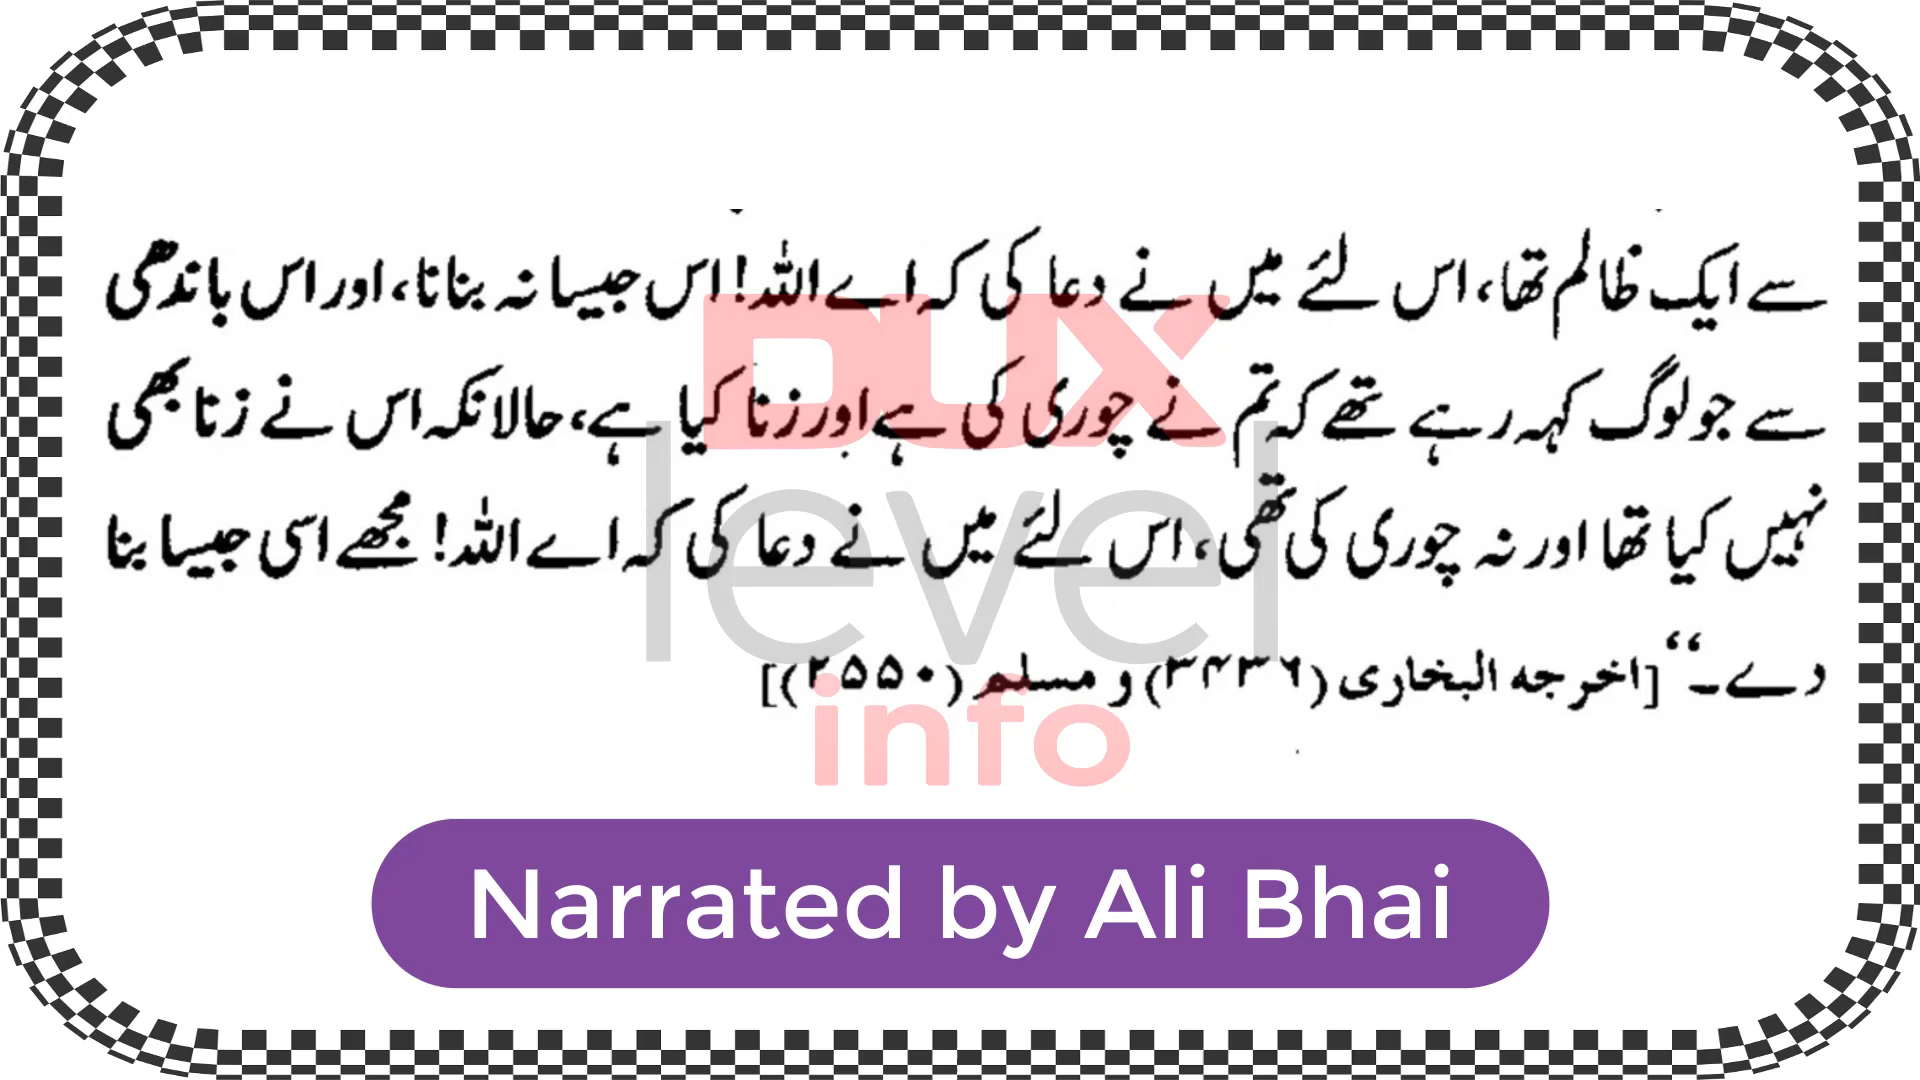 سے ایک ظالم تھا، اس لئے میں نے دعا کی کہ اے اللہ! اس جیسا نہ بنانا، اور اس باندھی
سے جو لوگ کہہ رہے تھے کہ تم نے چوری کی ہے اور زنا کیا ہے، حالانکہ اس نے زنا بھی
نہیں کیا تھا اور نہ چوری کی تھی، اس لئے میں نے دعا کی کہ اے اللہ! مجھے اسی جیسا بنا
دے۔‘‘ [اخرجه البخاری (۳۴۳۶) و مسلم (۲۵۵۰)]
DUX
level
info
Narrated by Ali Bhai